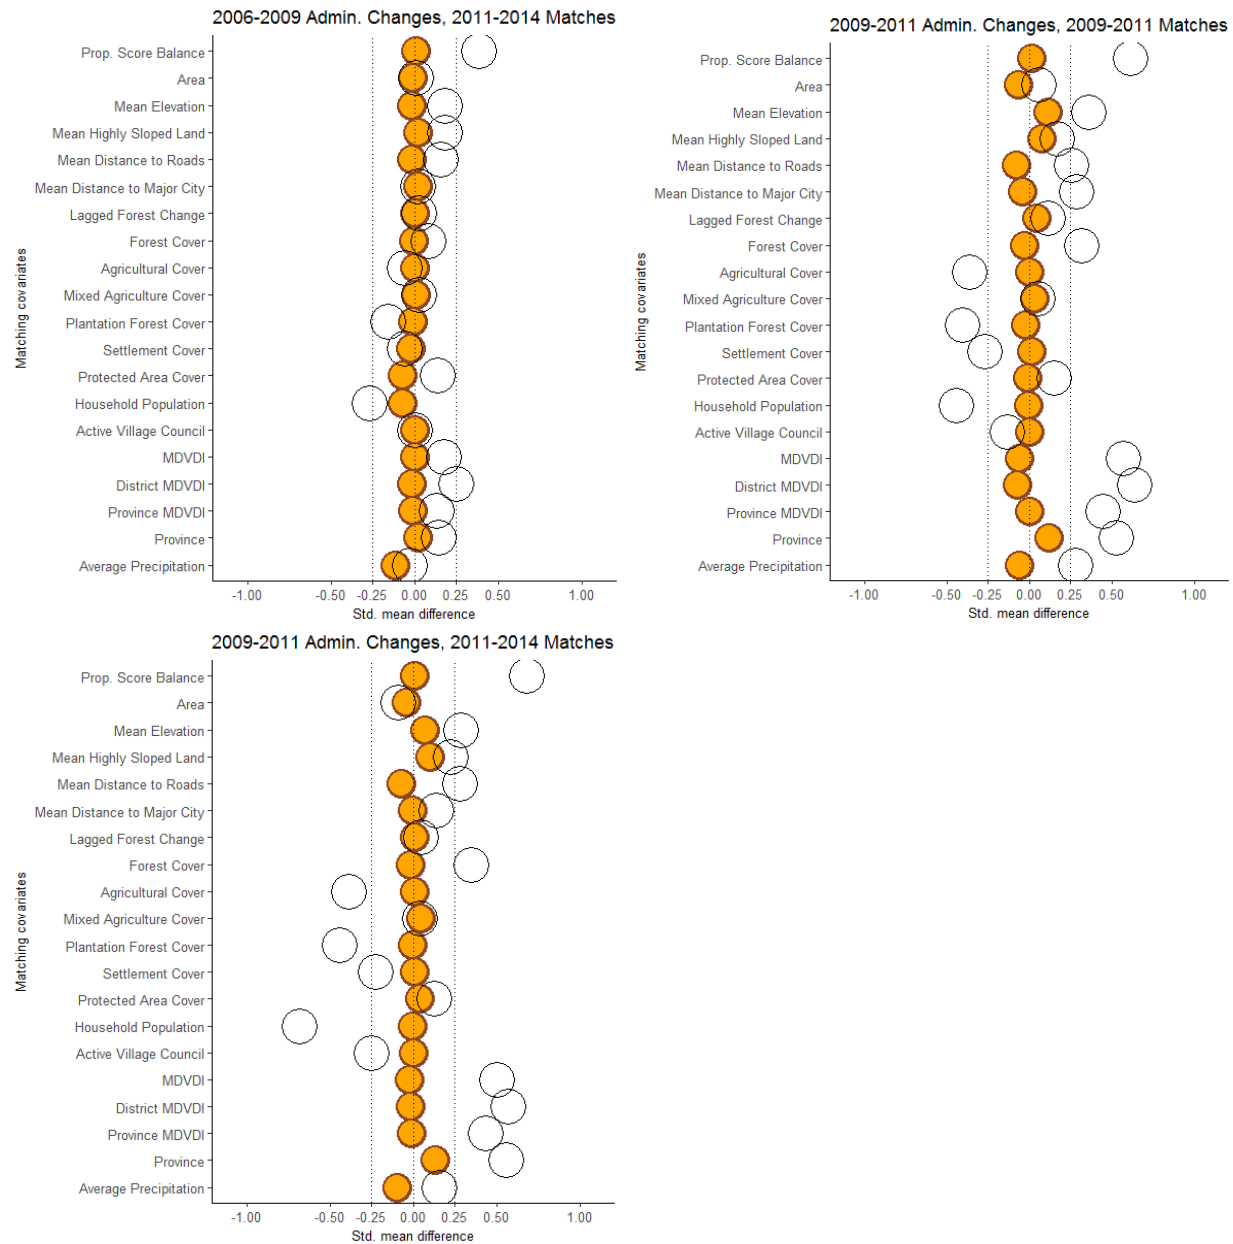 2006-2009 Admin. Changes, 2011-2014 Matches
Matching covariates
Prop. Score Balance
Area
Mean Elevation
Mean Highly Sloped Land
Mean Distance to Roads
Mean Distance to Major City
Lagged Forest Change
Forest Cover
Agricultural Cover
Mixed Agriculture Cover
Plantation Forest Cover
Settlement Cover
Protected Area Cover
Household Population
Active Village Council
MDVDI
District MDVDI
Province MDVDI
Province
Average Precipitation
-1.00 -0.50 -0.25 0.00 0.25 0.50 1.00
Std. mean difference
2009-2011 Admin. Changes, 2009-2011 Matches
Matching covariates
Prop. Score Balance
Area
Mean Elevation
Mean Highly Sloped Land
Mean Distance to Roads
Mean Distance to Major City
Lagged Forest Change
Forest Cover
Agricultural Cover
Mixed Agriculture Cover
Plantation Forest Cover
Settlement Cover
Protected Area Cover
Household Population
Active Village Council
MDVDI
District MDVDI
Province MDVDI
Province
Average Precipitation
-1.00 -0.50 -0.25 0.00 0.25 0.50 1.00
Std. mean difference
2009-2011 Admin. Changes, 2011-2014 Matches
Matching covariates
Prop. Score Balance
Area
Mean Elevation
Mean Highly Sloped Land
Mean Distance to Roads
Mean Distance to Major City
Lagged Forest Change
Forest Cover
Agricultural Cover
Mixed Agriculture Cover
Plantation Forest Cover
Settlement Cover
Protected Area Cover
Household Population
Active Village Council
MDVDI
District MDVDI
Province MDVDI
Province
Average Precipitation
-1.00 -0.50 -0.25 0.00 0.25 0.50 1.00
Std. mean difference